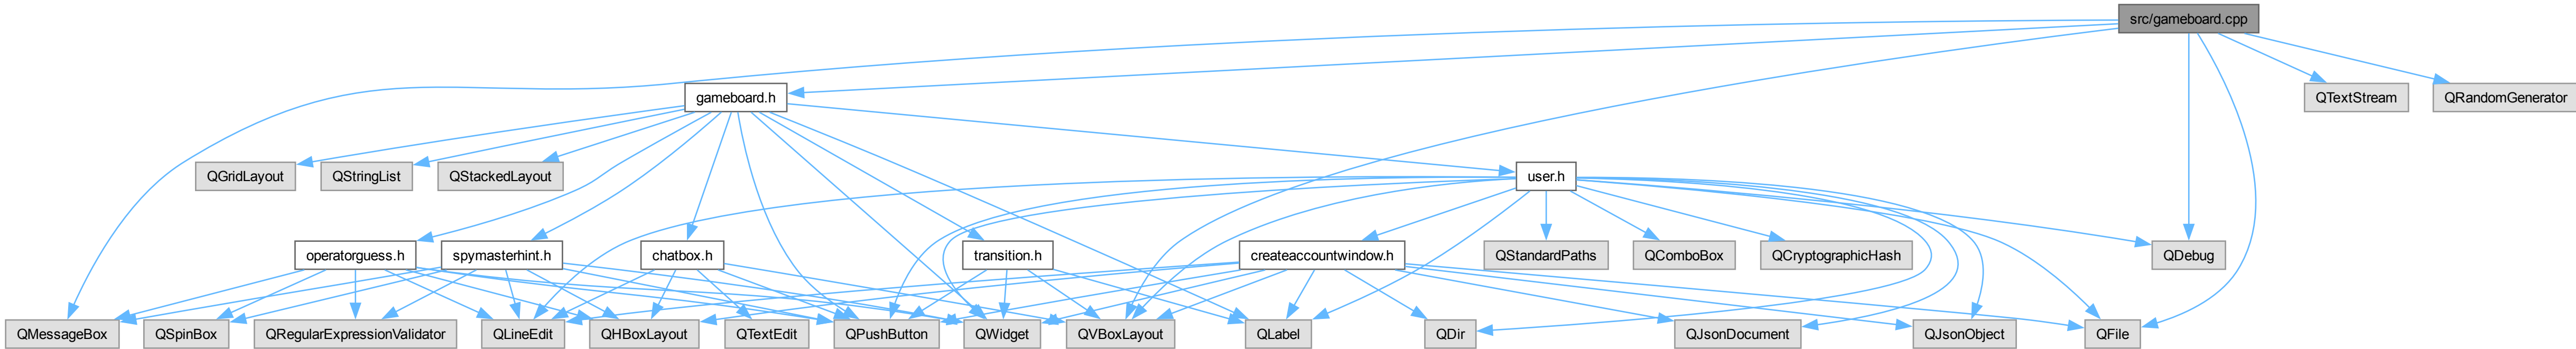 src/gameboard.cpp
gameboard.h
QTextStream
QRandomGenerator
QGridLayout
QStringList
QStackedLayout
user.h
operatorguess.h
spymasterhint.h
chatbox.h
transition.h
createaccountwindow.h
QStandardPaths
QComboBox
QCryptographicHash
QDebug
QMessageBox
QSpinBox
QRegularExpressionValidator
QLineEdit
QHBoxLayout
QTextEdit
QPushButton
QWidget
QVBoxLayout
QLabel
QDir
QJsonDocument
QJsonObject
QFile